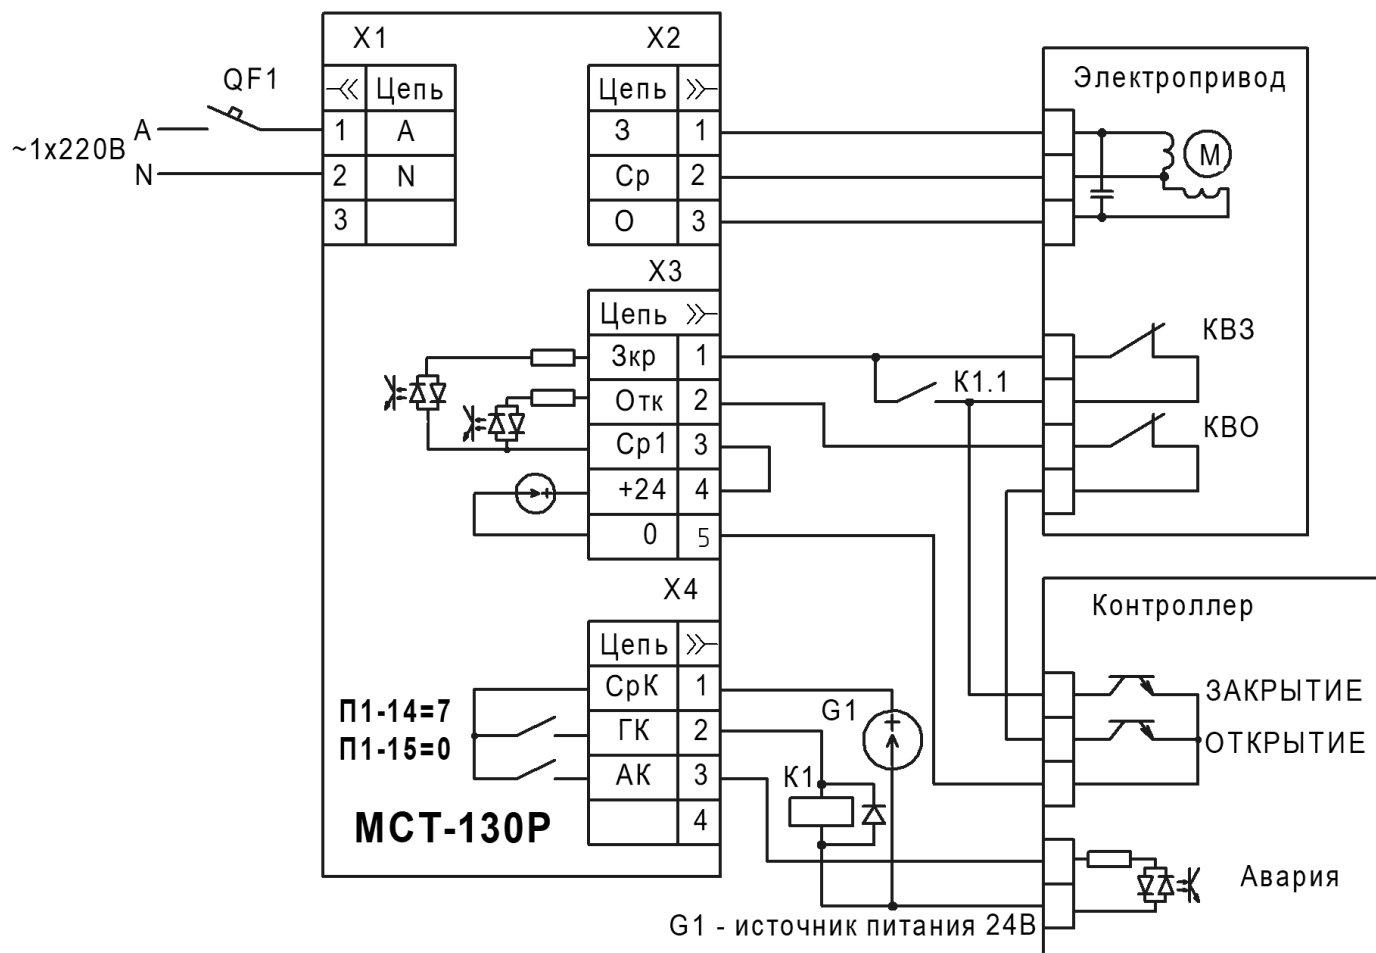 X1
X2
QF1
Цепь
А
~1х220В
N
1 А
2 N
3
Цепь
З 1
Ср 2
О 3
X3
Цепь
Зкр 1
Отк 2
Ср1 3
+24 4
0 5
X4
Цепь
СрК 1
ГК 2
АК 3
4
П1-14=7
П1-15=0
МСТ-130Р
Электропривод
М
КВЗ
К1.1
КВО
Контроллер
ЗАКРЫТИЕ
ОТКРЫТИЕ
G1
К1
Авария
G1 - источник питания 24В